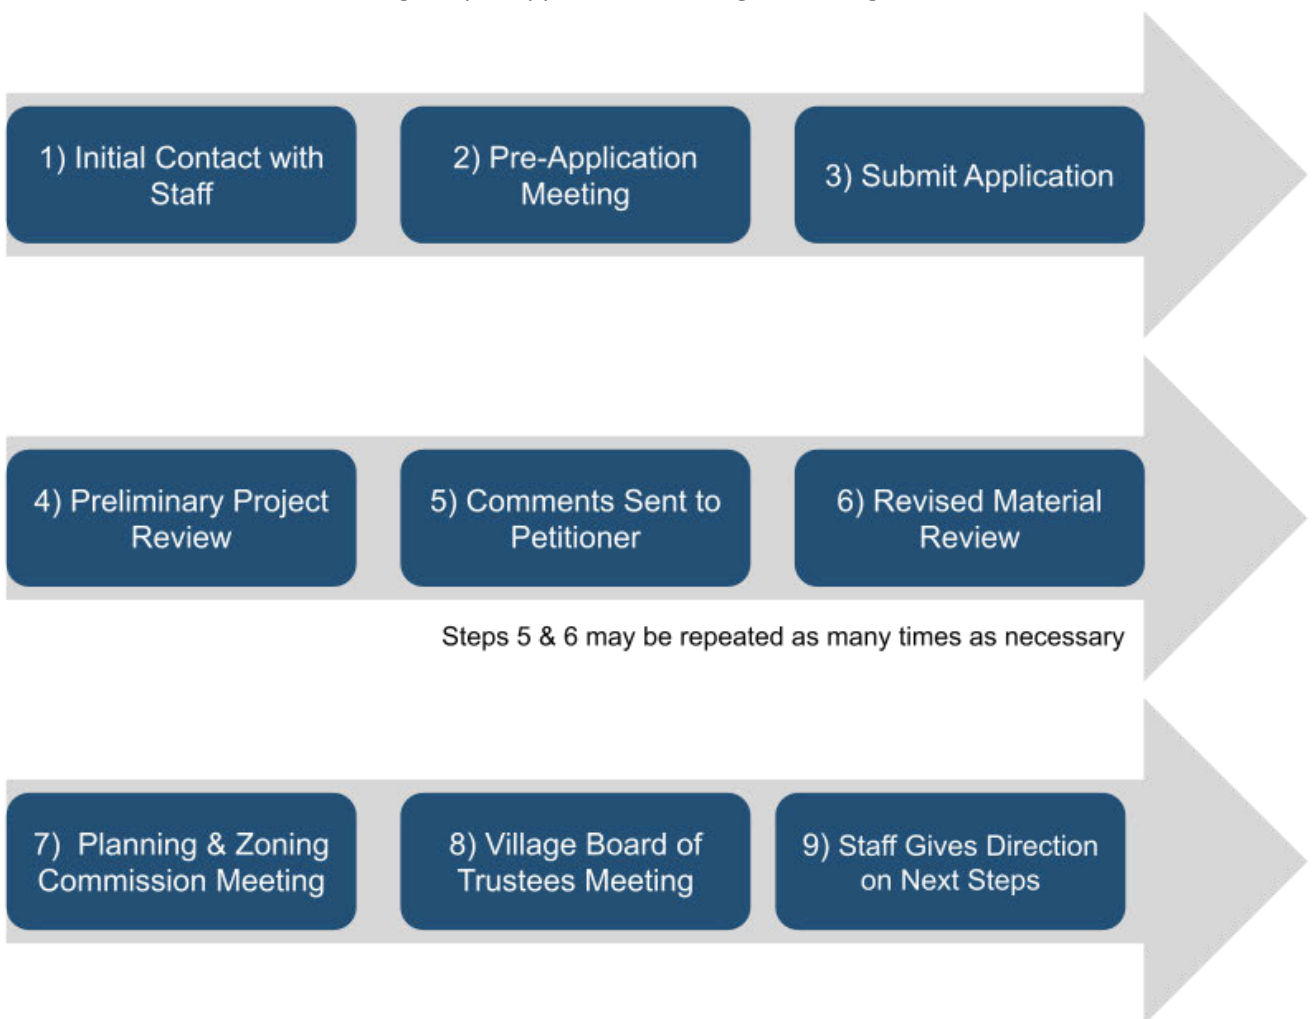 1) Initial Contact with
Staff
2) Pre-Application
Meeting
3) Submit Application
4) Preliminary Project
Review
5) Comments Sent to
Petitioner
6) Revised Material
Review
Steps 5 & 6 may be repeated as many times as necessary
7) Planning & Zoning
Commission Meeting
8) Village Board of
Trustees Meeting
9) Staff Gives Direction
on Next Steps